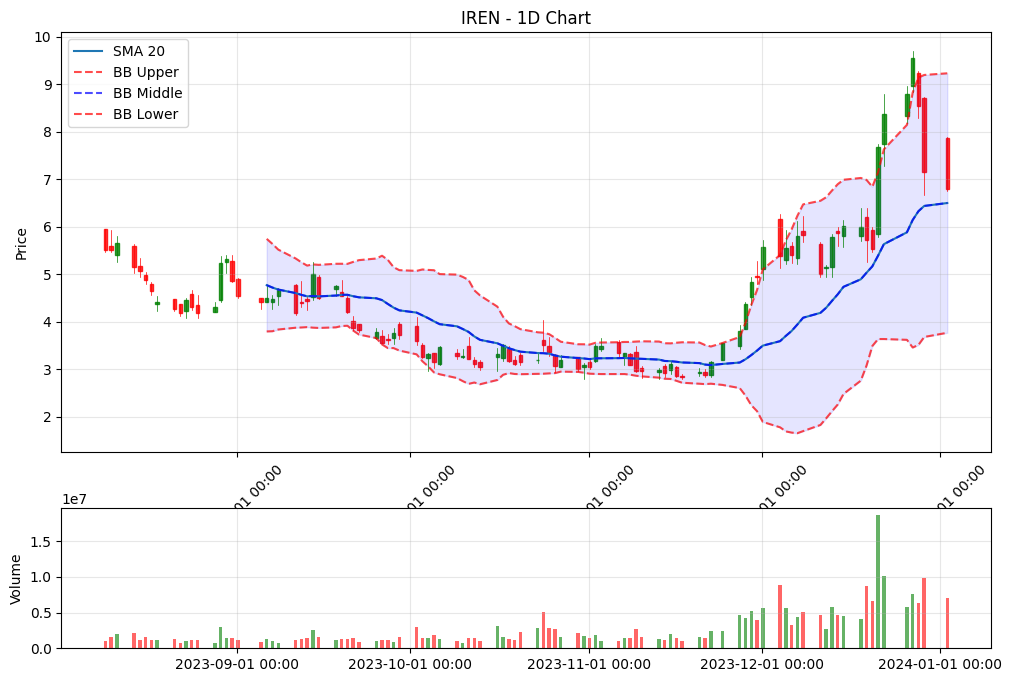 IREN - 1D Chart
SMA 20
BB Upper
BB Middle
BB Lower
10
9
8
7
6
5
4
3
2
Price
01 00:00
01 00:00
01 00:00
01 00:00
01 00:00
1e7
1.5
1.0
0.5
0.0
Volume
2023-09-01 00:00
2023-10-01 00:00
2023-11-01 00:00
2023-12-01 00:00
2024-01-01 00:00